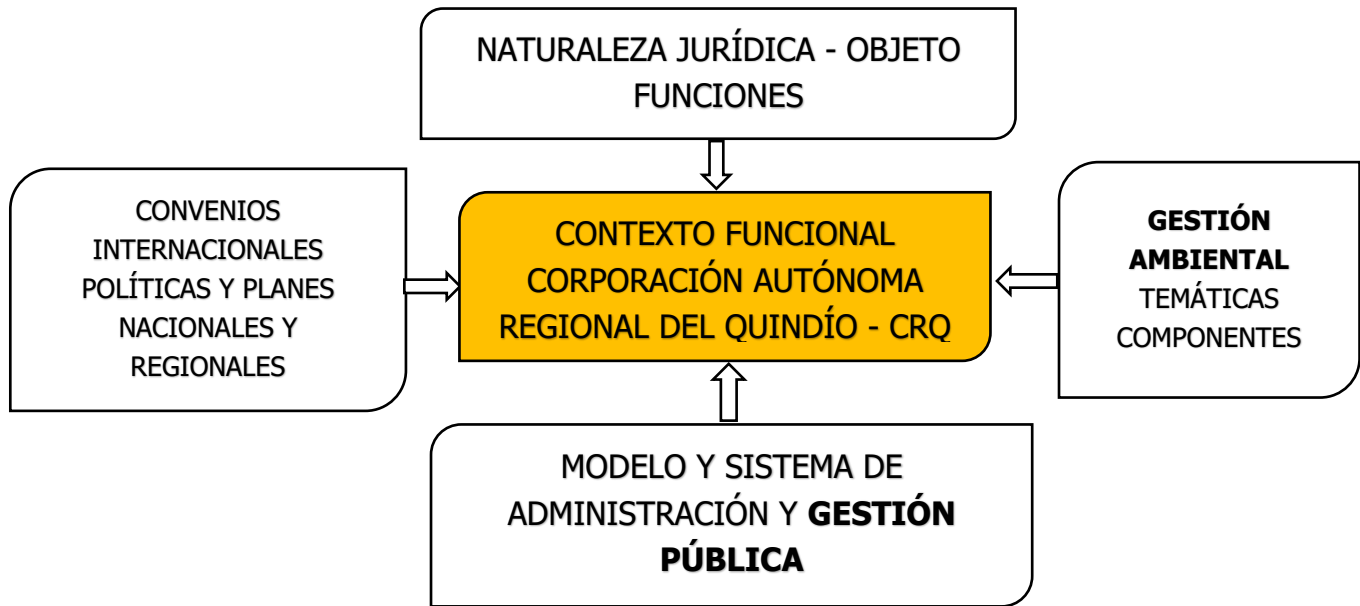 NATURALEZA JURÍDICA - OBJETO
FUNCIONES
CONVENIOS
INTERNACIONALES
POLÍTICAS Y PLANES
NACIONALES Y
REGIONALES
CONTEXTO FUNCIONAL
CORPORACIÓN AUTÓNOMA
REGIONAL DEL QUINDÍO - CRQ
GESTIÓN
AMBIENTAL
TEMÁTICAS
COMPONENTES
MODELO Y SISTEMA DE
ADMINISTRACIÓN Y GESTIÓN
PÚBLICA